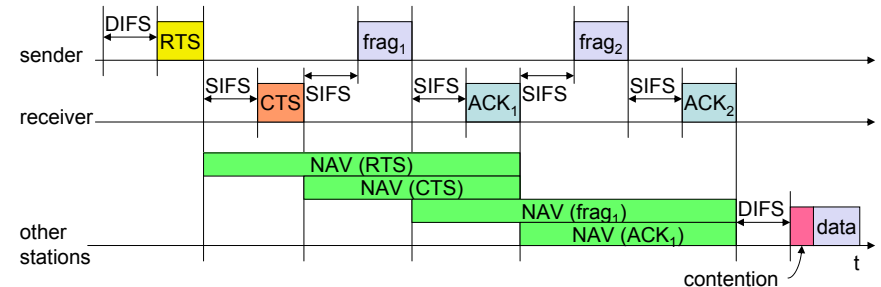 DIFS
RTS
frag₁
frag₂
sender
SIFS
CTS
SIFS
SIFS
ACK₁
SIFS
SIFS
ACK₂
receiver
NAV (RTS)
NAV (CTS)
NAV (frag₁)
DIFS
NAV (ACK₁)
data
other
stations
t
contention